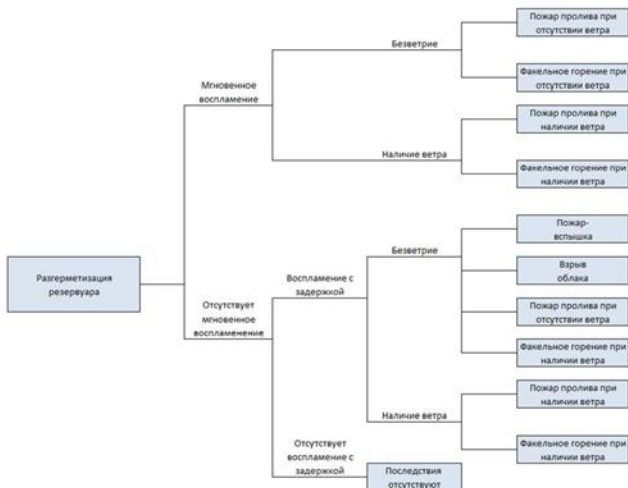 Пожар пролива при
отсутствии ветра
Безветрие
Факельное горение при
отсутствии ветра
Мгновенное
воспламение
Пожар пролива при
наличии ветра
Наличие ветра
Факельное горение при
наличии ветра
Пожар-
вспышка
Безветрие
Разгерметизация
резервуара
Воспламение с
задержкой
Взрыв
облака
Отсутствует
мгновенное
воспламенение
Пожар пролива при
отсутствии ветра
Факельное горение при
наличии ветра
Пожар пролива при
наличии ветра
Наличие ветра
Отсутствует
воспламение с
задержкой
Факельное горение при
наличии ветра
Последствия
отсутствуют